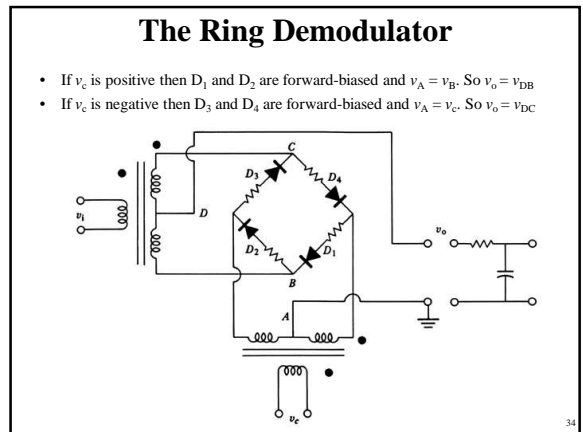 The Ring Demodulator
• If vc is positive then D1 and D2 are forward-biased and vA = vB. So vo = vDB
• If vc is negative then D3 and D4 are forward-biased and vA = vc. So vo = vDC
C
D3
D4
vi
D
vo
D2
D1
B
A
vc
34